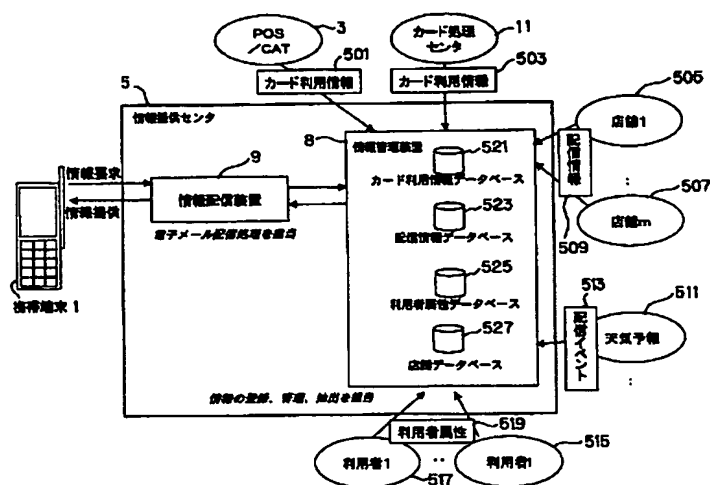 POS
/CAT
3
501
カード利用情報
カード処理
センタ
11
503
カード利用情報
5
情報提供センタ
8
情報管理装置
521
カード利用情報データベース
523
配信情報データベース
525
利用者属性データベース
527
店舗データベース
9
情報配信装置
電子メール配信処理を担当
情報要求
情報提供
携帯端末 1
505
店舗1
配信情報
509
:
507
店舗m
513
511
天気予報
:
情報の登録、管理、抽出を担当
519
利用者属性
利用者1
517
‥
利用者l
515